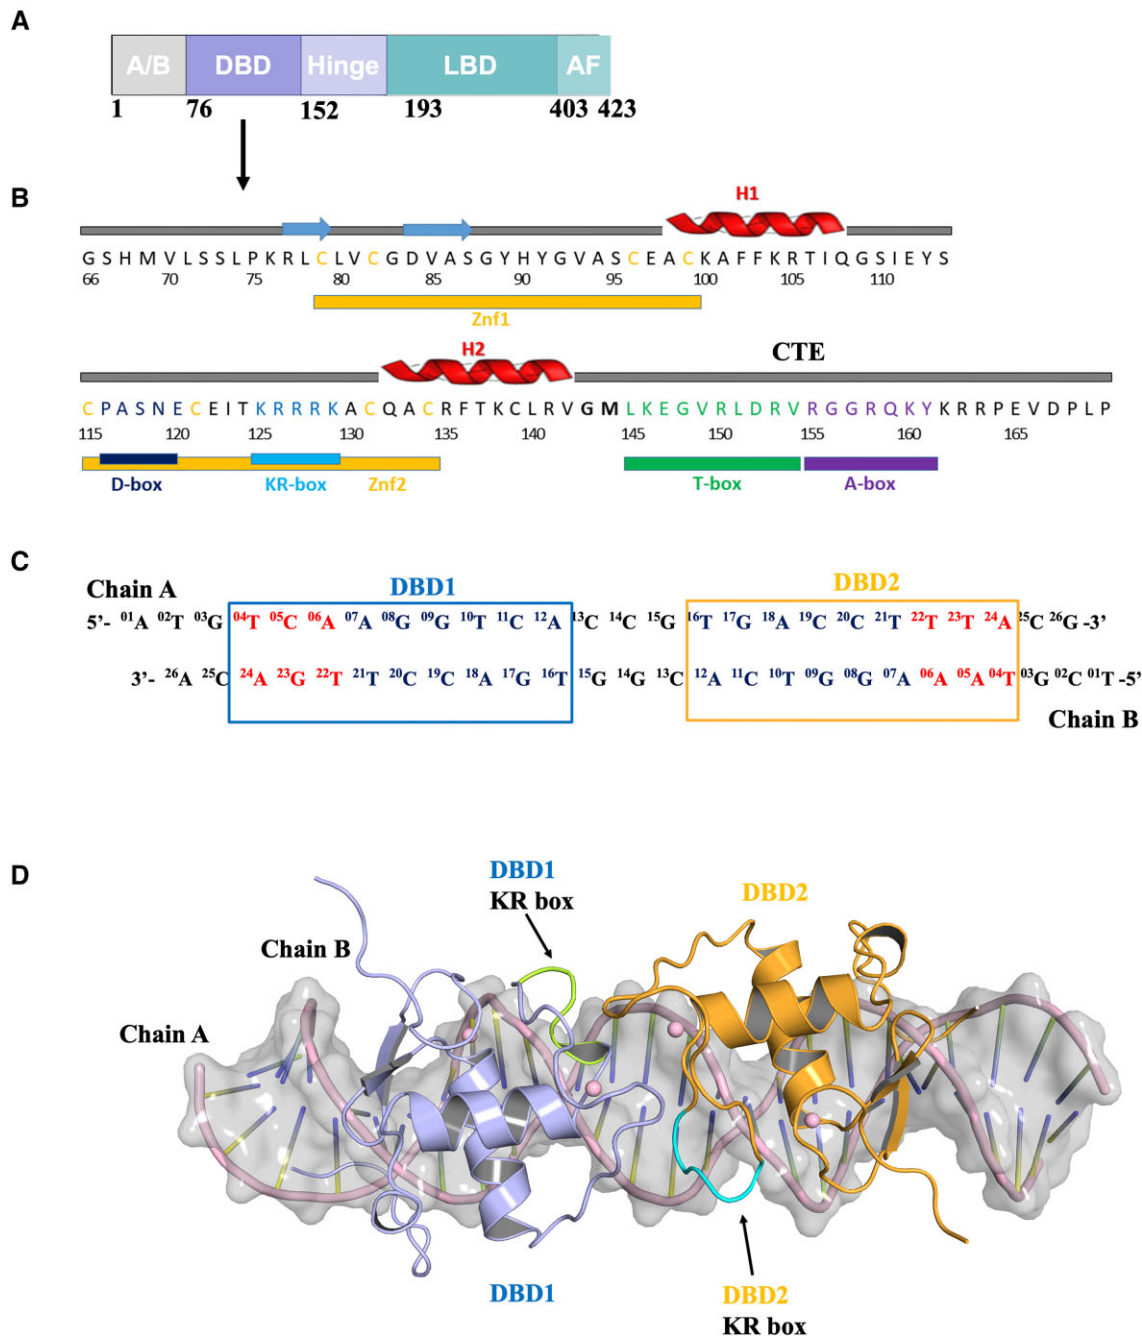 A
A/B DBD Hinge LBD AF
1 76 152 193 403 423
B
H1
G S H M V L S S L P K R L C L V C G D V A S G Y H Y G V A S C E A C K A F F K R T I Q G S I E Y S
66 70 75 80 85 90 95 100 105 110
Znf1
H2 CTE
C P A S N E C E I T K R R R K A C Q A C R F T K C L R V G M L K E G V R L D R V R G G R Q K Y K R R P E V D P L P
115 120 125 130 135 140 145 150 155 160 165
D-box KR-box Znf2 T-box A-box
C
Chain A DBD1 DBD2
5'- 01A 02T 03G 04T 05C 06A 07A 08G 09G 10T 11C 12A 13C 14C 15G 16T 17G 18A 19C 20C 21T 22T 23T 24A 25C 26G -3'
3'- 26A 25C 24A 23G 22T 21T 20C 19C 18A 17G 16T 15G 14G 13C 12A 11C 10T 09G 08G 07A 06A 05A 04T 03G 02C 01T -5'
Chain B
D
DBD1
KR box
DBD2
Chain B
Chain A
DBD1
DBD2
KR box